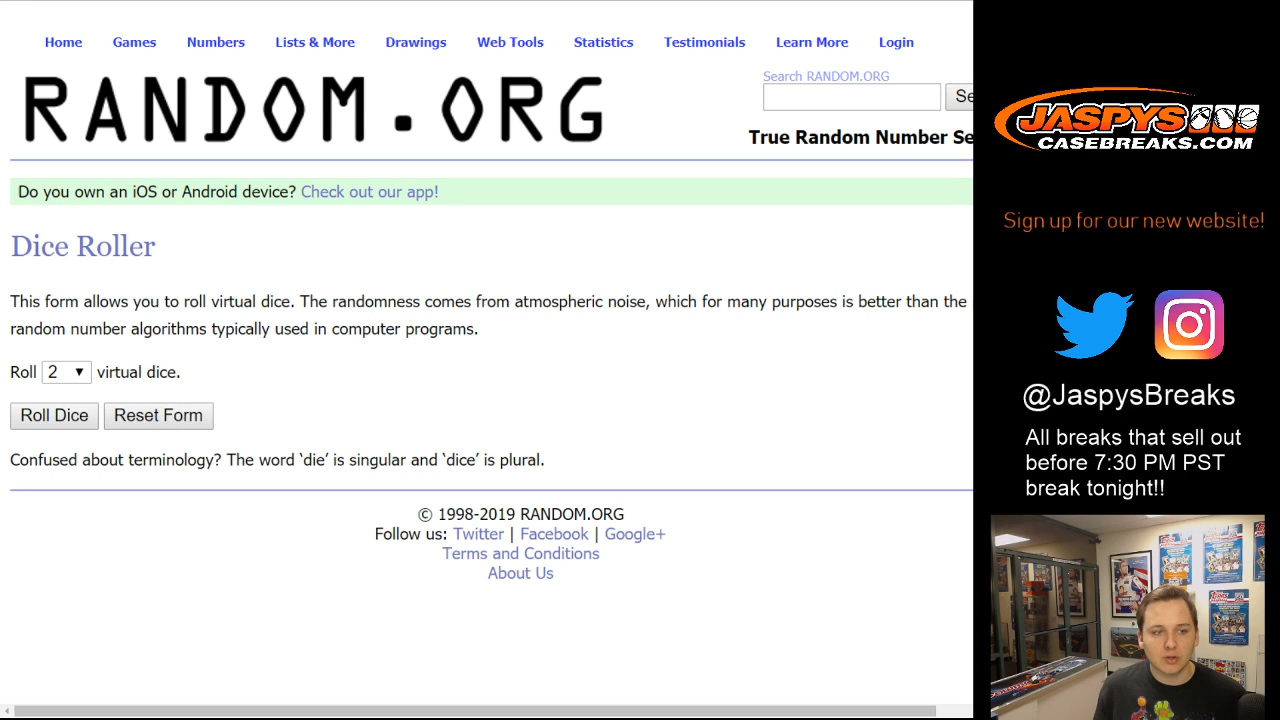 Home Games Numbers Lists & More Drawings Web Tools Statistics Testimonials Learn More Login
RANDOM.ORG
Search RANDOM.ORG
Se
True Random Number Se
Do you own an iOS or Android device? Check out our app!
Dice Roller
This form allows you to roll virtual dice. The randomness comes from atmospheric noise, which for many purposes is better than the
random number algorithms typically used in computer programs.
Roll 2 virtual dice.
Roll Dice Reset Form
Confused about terminology? The word ‘die’ is singular and ‘dice’ is plural.
© 1998-2019 RANDOM.ORG
Follow us: Twitter | Facebook | Google+
Terms and Conditions
About Us
JASPYS
CASEBREAKS.COM
Sign up for our new website!
@JaspysBreaks
All breaks that sell out
before 7:30 PM PST
break tonight!!